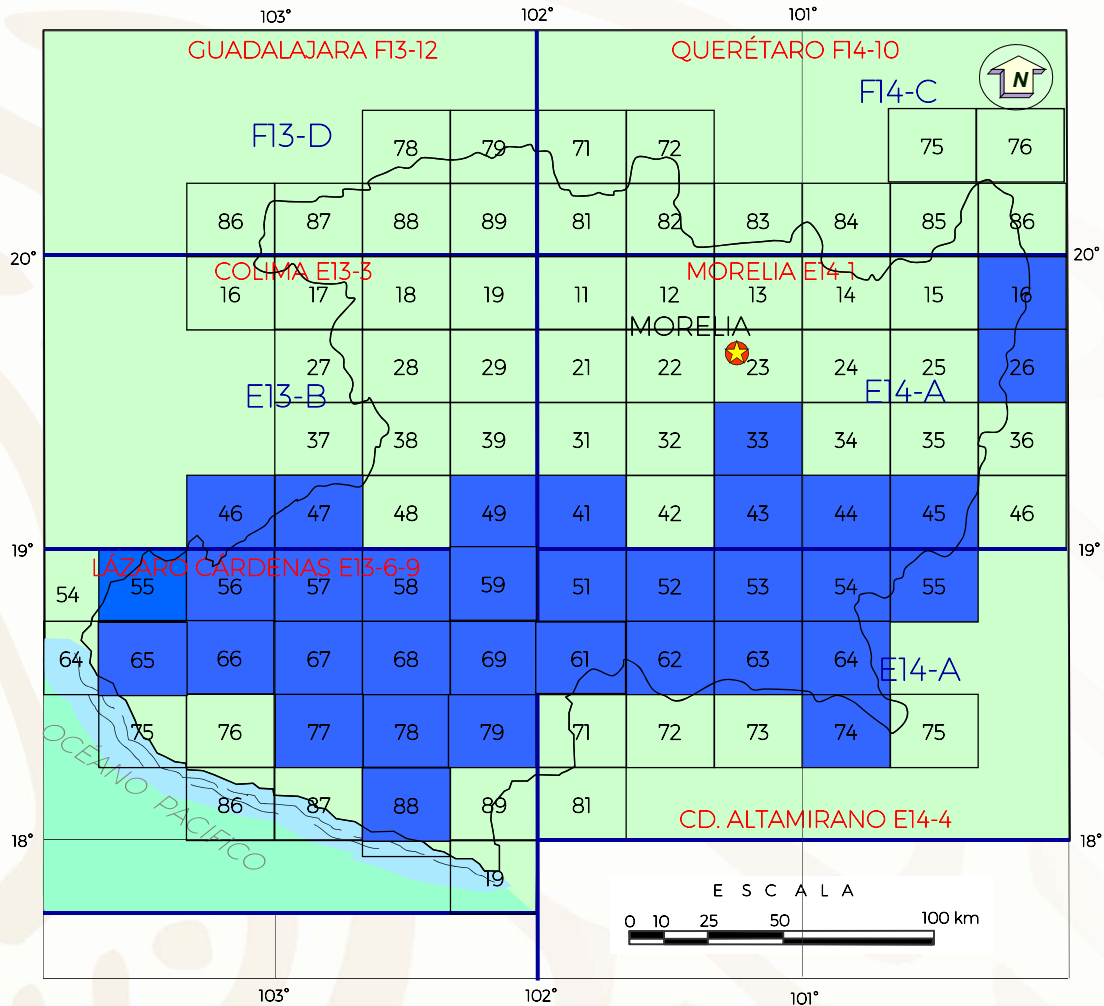 103° 102° 101°
GUADALAJARA F13-12 QUERÉTARO F14-10
N
F14-C
F13-D
78 79 71 72 75 76
86 87 88 89 81 82 83 84 85 86
20° 20°
COLIMA E13-3 MORELIA E14-1
16 17 18 19 11 12 13 14 15 16
MORELIA
27 28 29 21 22 23 24 25 26
E13-B E14-A
37 38 39 31 32 33 34 35 36
46 47 48 49 41 42 43 44 45 46
19° 19°
LÁZARO CÁRDENAS E13-6-9
54 55 56 57 58 59 51 52 53 54 55
64 65 66 67 68 69 61 62 63 64
E14-A
75 76 77 78 79 71 72 73 74 75
OCÉANO PACIFICO
86 87 88 89 81
CD. ALTAMIRANO E14-4
18° 18°
19
E S C A L A
0 10 25 50 100 km
103° 102° 101°